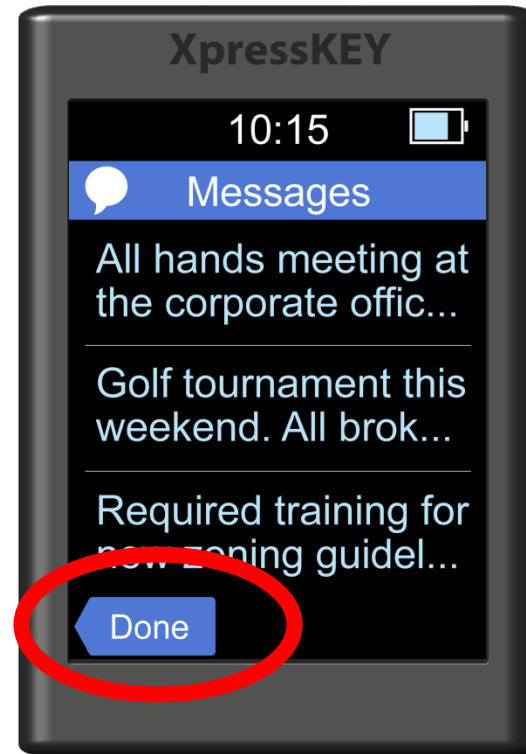 XpressKEY
10:15
Messages
All hands meeting at
the corporate offic...
Golf tournament this
weekend. All brok...
Required training for
new zoning guidel...
Done